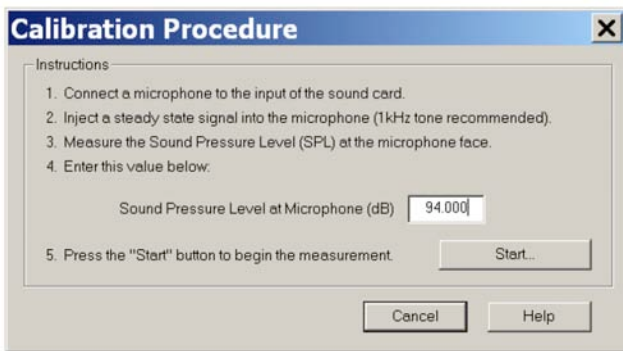 Calibration Procedure
Instructions
1. Connect a microphone to the input of the sound card.
2. Inject a steady state signal into the microphone (1kHz tone recommended).
3. Measure the Sound Pressure Level (SPL) at the microphone face.
4. Enter this value below:
Sound Pressure Level at Microphone (dB) 94.000
5. Press the "Start" button to begin the measurement. Start...
Cancel Help